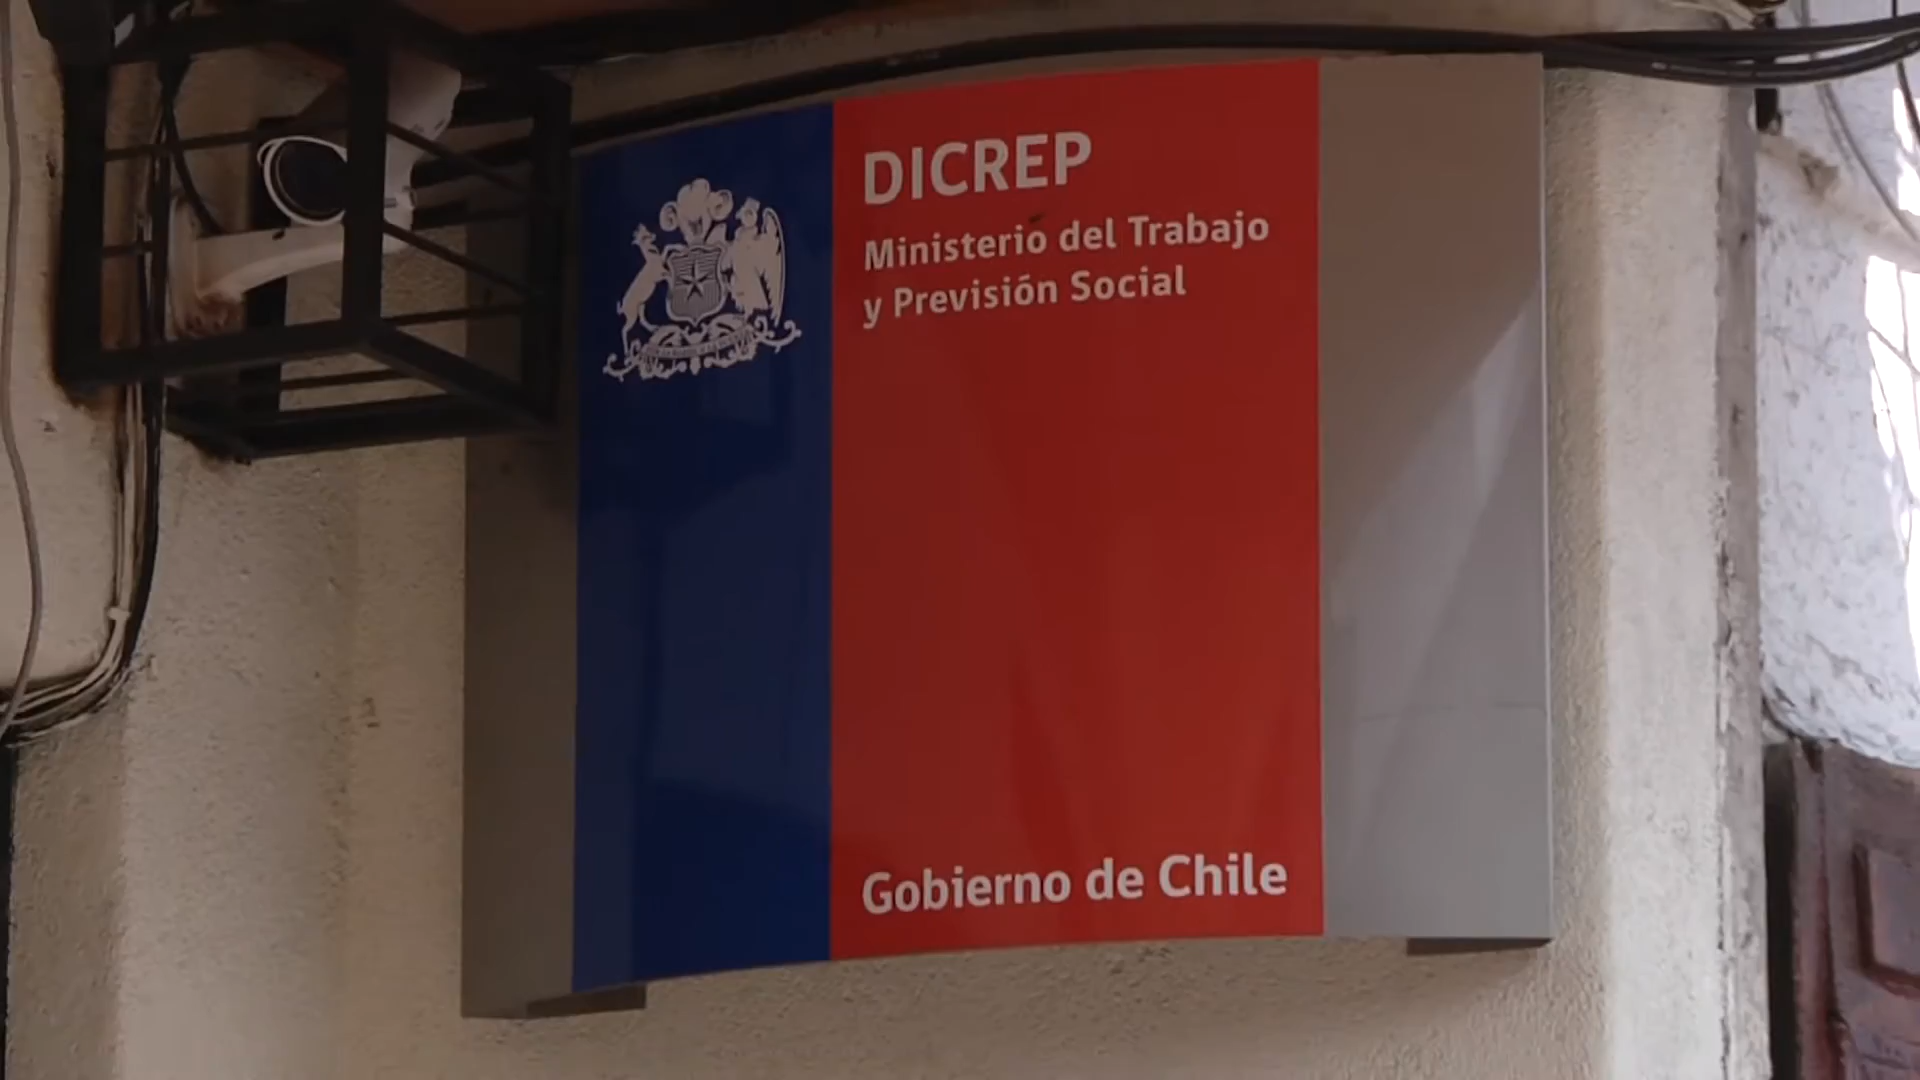 DICREP
Ministerio del Trabajo
y Previsión Social
Gobierno de Chile